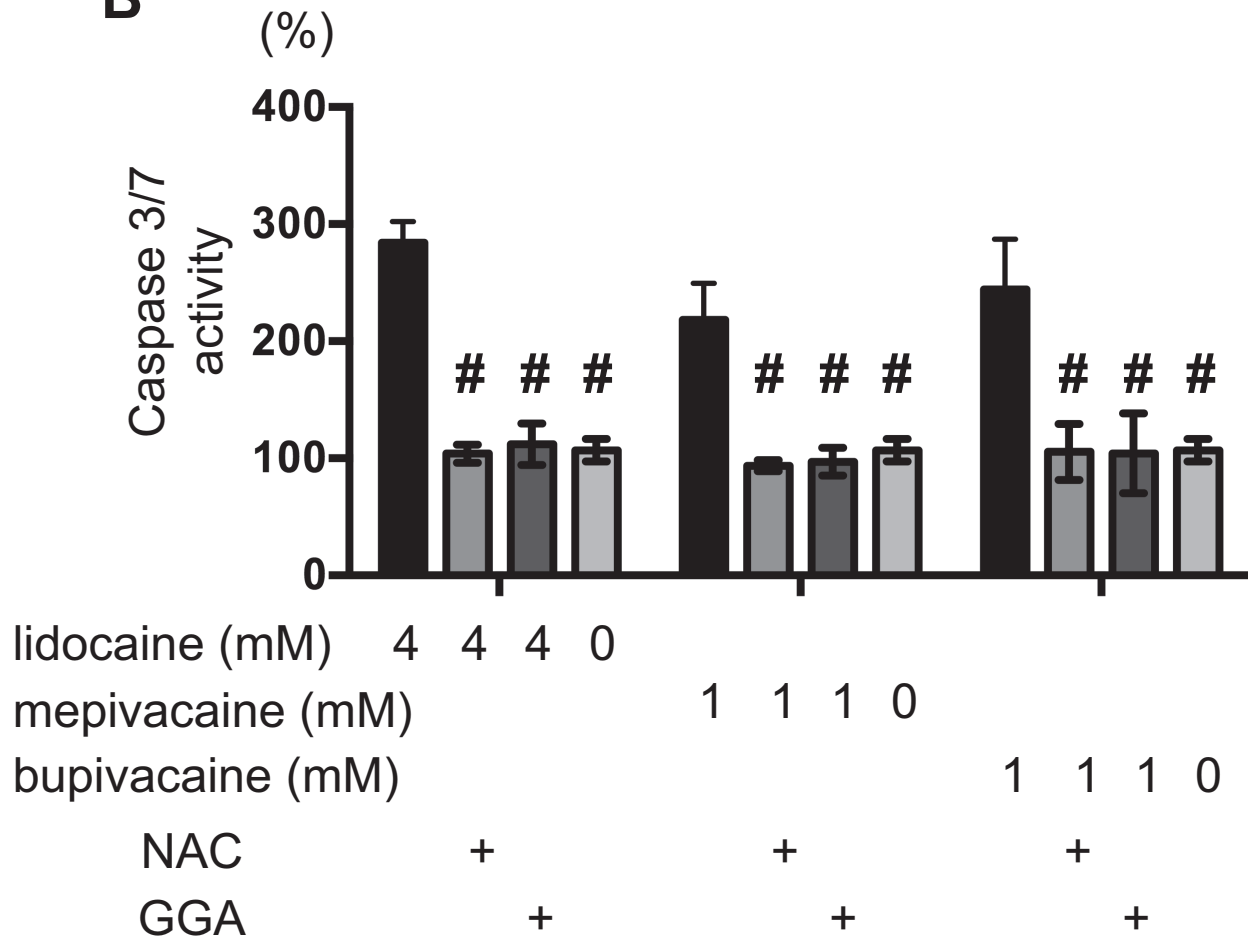 B
(%)
Caspase 3/7
activity
400
300
200
100
0
# # # # # # # # #
lidocaine (mM) 4 4 4 0
mepivacaine (mM) 1 1 1 0
bupivacaine (mM) 1 1 1 0
NAC + + +
GGA + + +